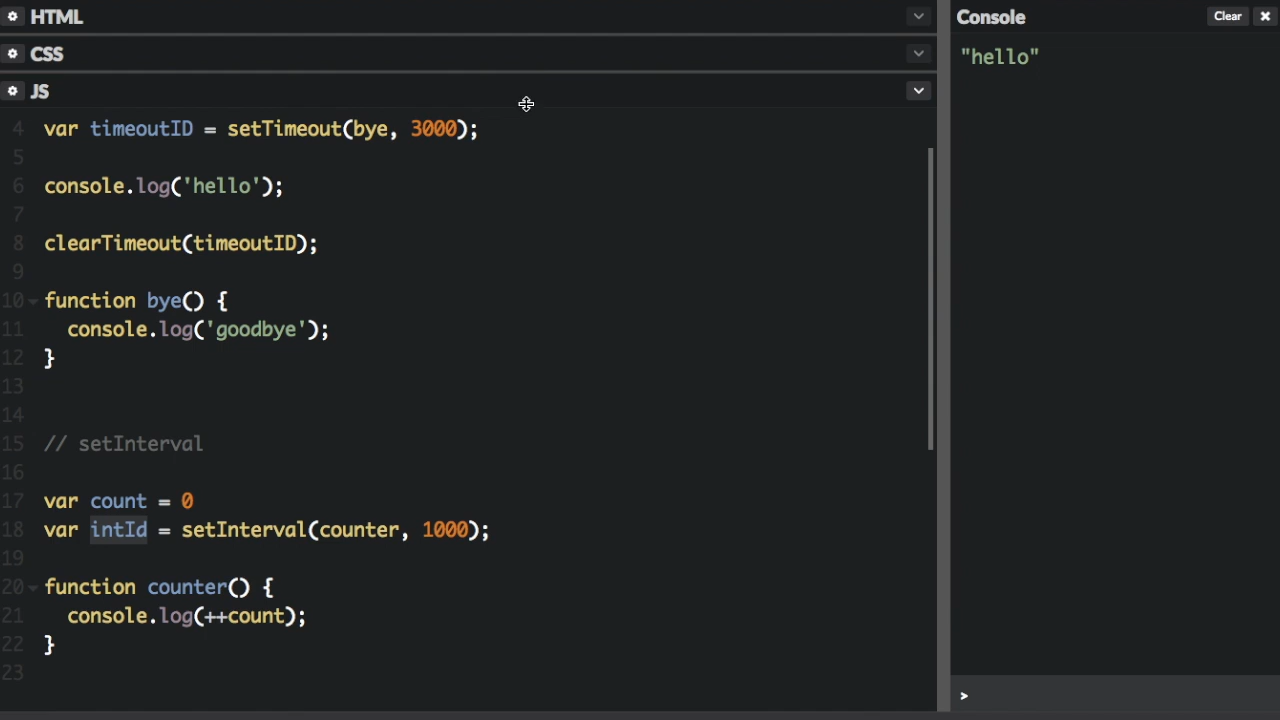 HTML
CSS
JS
4 var timeoutID = setTimeout(bye, 3000);
5
6 console.log('hello');
7
8 clearTimeout(timeoutID);
9
10 function bye() {
11 console.log('goodbye');
12 }
13
14
15 // setInterval
16
17 var count = 0
18 var intId = setInterval(counter, 1000);
19
20 function counter() {
21 console.log(++count);
22 }
23
Console Clear
"hello"
>